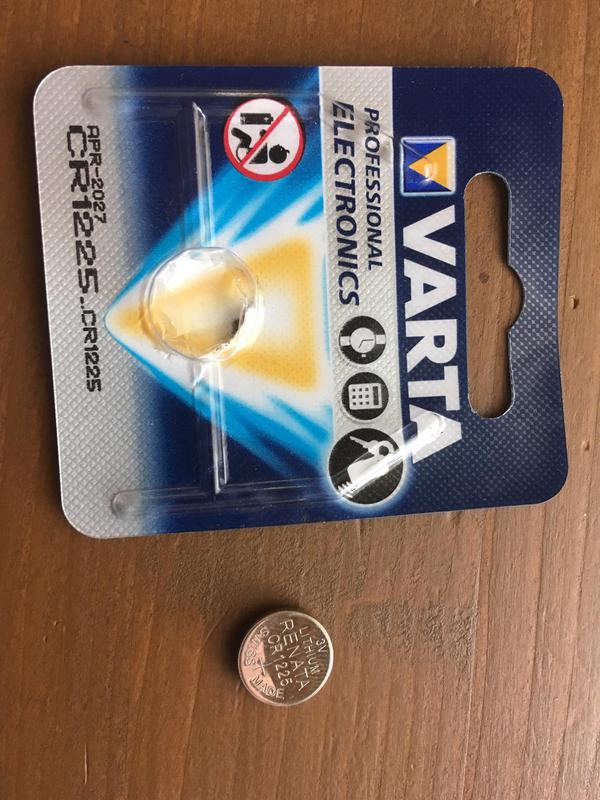 VARTA
PROFESSIONAL
ELECTRONICS
APR-2027
CR1225.CR1225
3V
LITHIUM
RENATA
CR1225
SWISS MADE